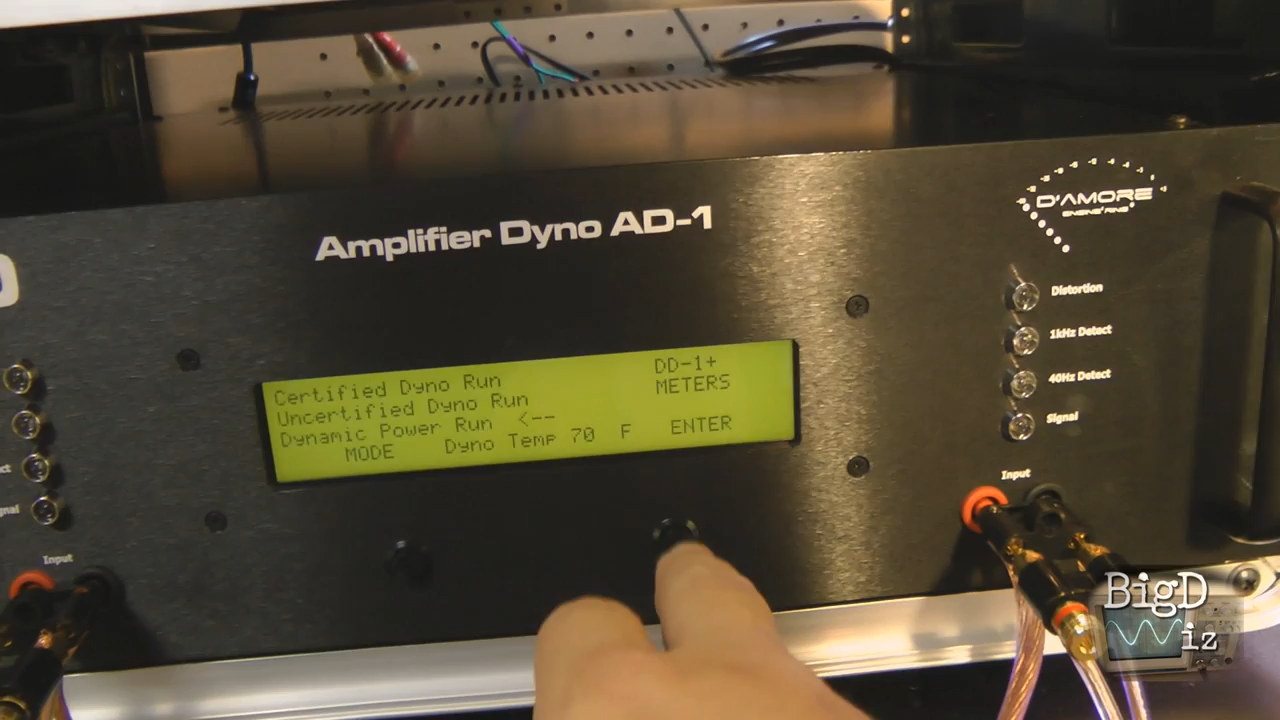 Amplifier Dyno AD-1
D'AMORE
ENGINEERING
Distortion
1kHz Detect
40Hz Detect
Signal
Input
Certified Dyno Run DD-1+
Uncertified Dyno Run METERS
Dynamic Power Run <--
MODE Dyno Temp 70 F ENTER
Input
BigD
Wiz